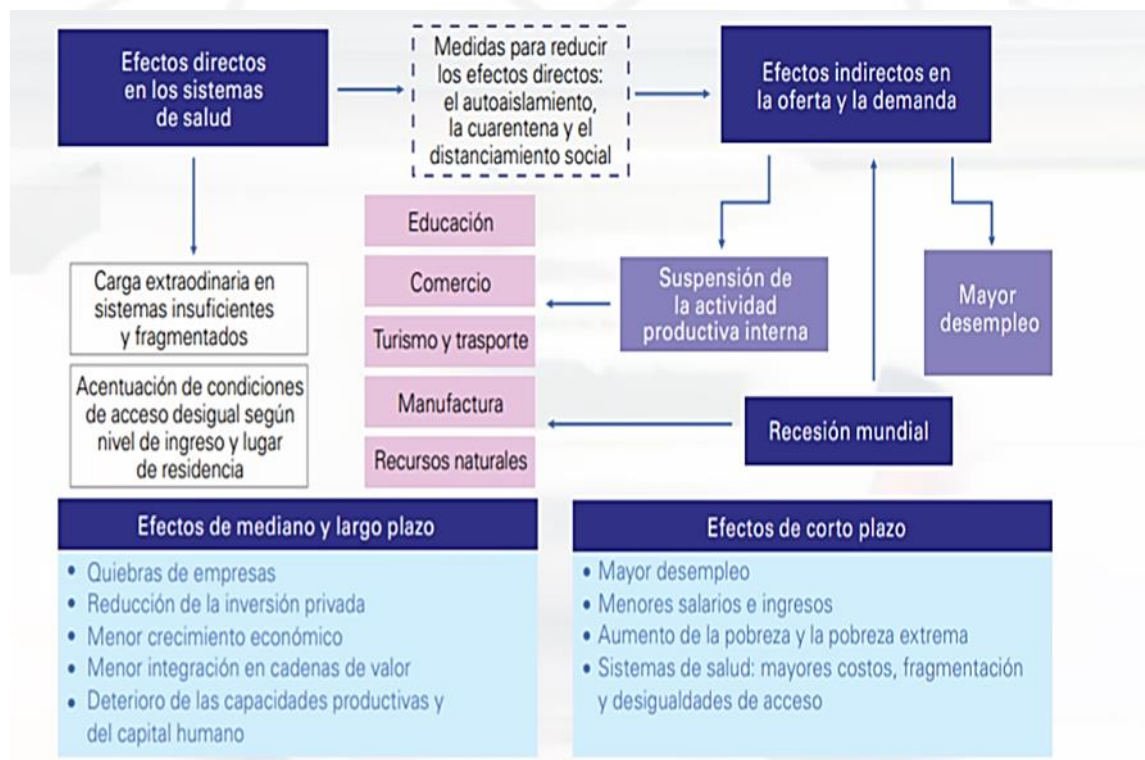 Efectos directos
en los sistemas
de salud
Medidas para reducir
los efectos directos:
el autoaislamiento,
la cuarentena y el
distanciamiento social
Efectos indirectos en
la oferta y la demanda
Carga extraodinaria en
sistemas insuficientes
y fragmentados
Acentuación de condiciones
de acceso desigual según
nivel de ingreso y lugar
de residencia
Educación
Comercio
Turismo y trasporte
Manufactura
Recursos naturales
Suspensión de
la actividad
productiva interna
Mayor
desempleo
Recesión mundial
Efectos de mediano y largo plazo
• Quiebras de empresas
• Reducción de la inversión privada
• Menor crecimiento económico
• Menor integración en cadenas de valor
• Deterioro de las capacidades productivas y
del capital humano
Efectos de corto plazo
• Mayor desempleo
• Menores salarios e ingresos
• Aumento de la pobreza y la pobreza extrema
• Sistemas de salud: mayores costos, fragmentación
y desigualdades de acceso